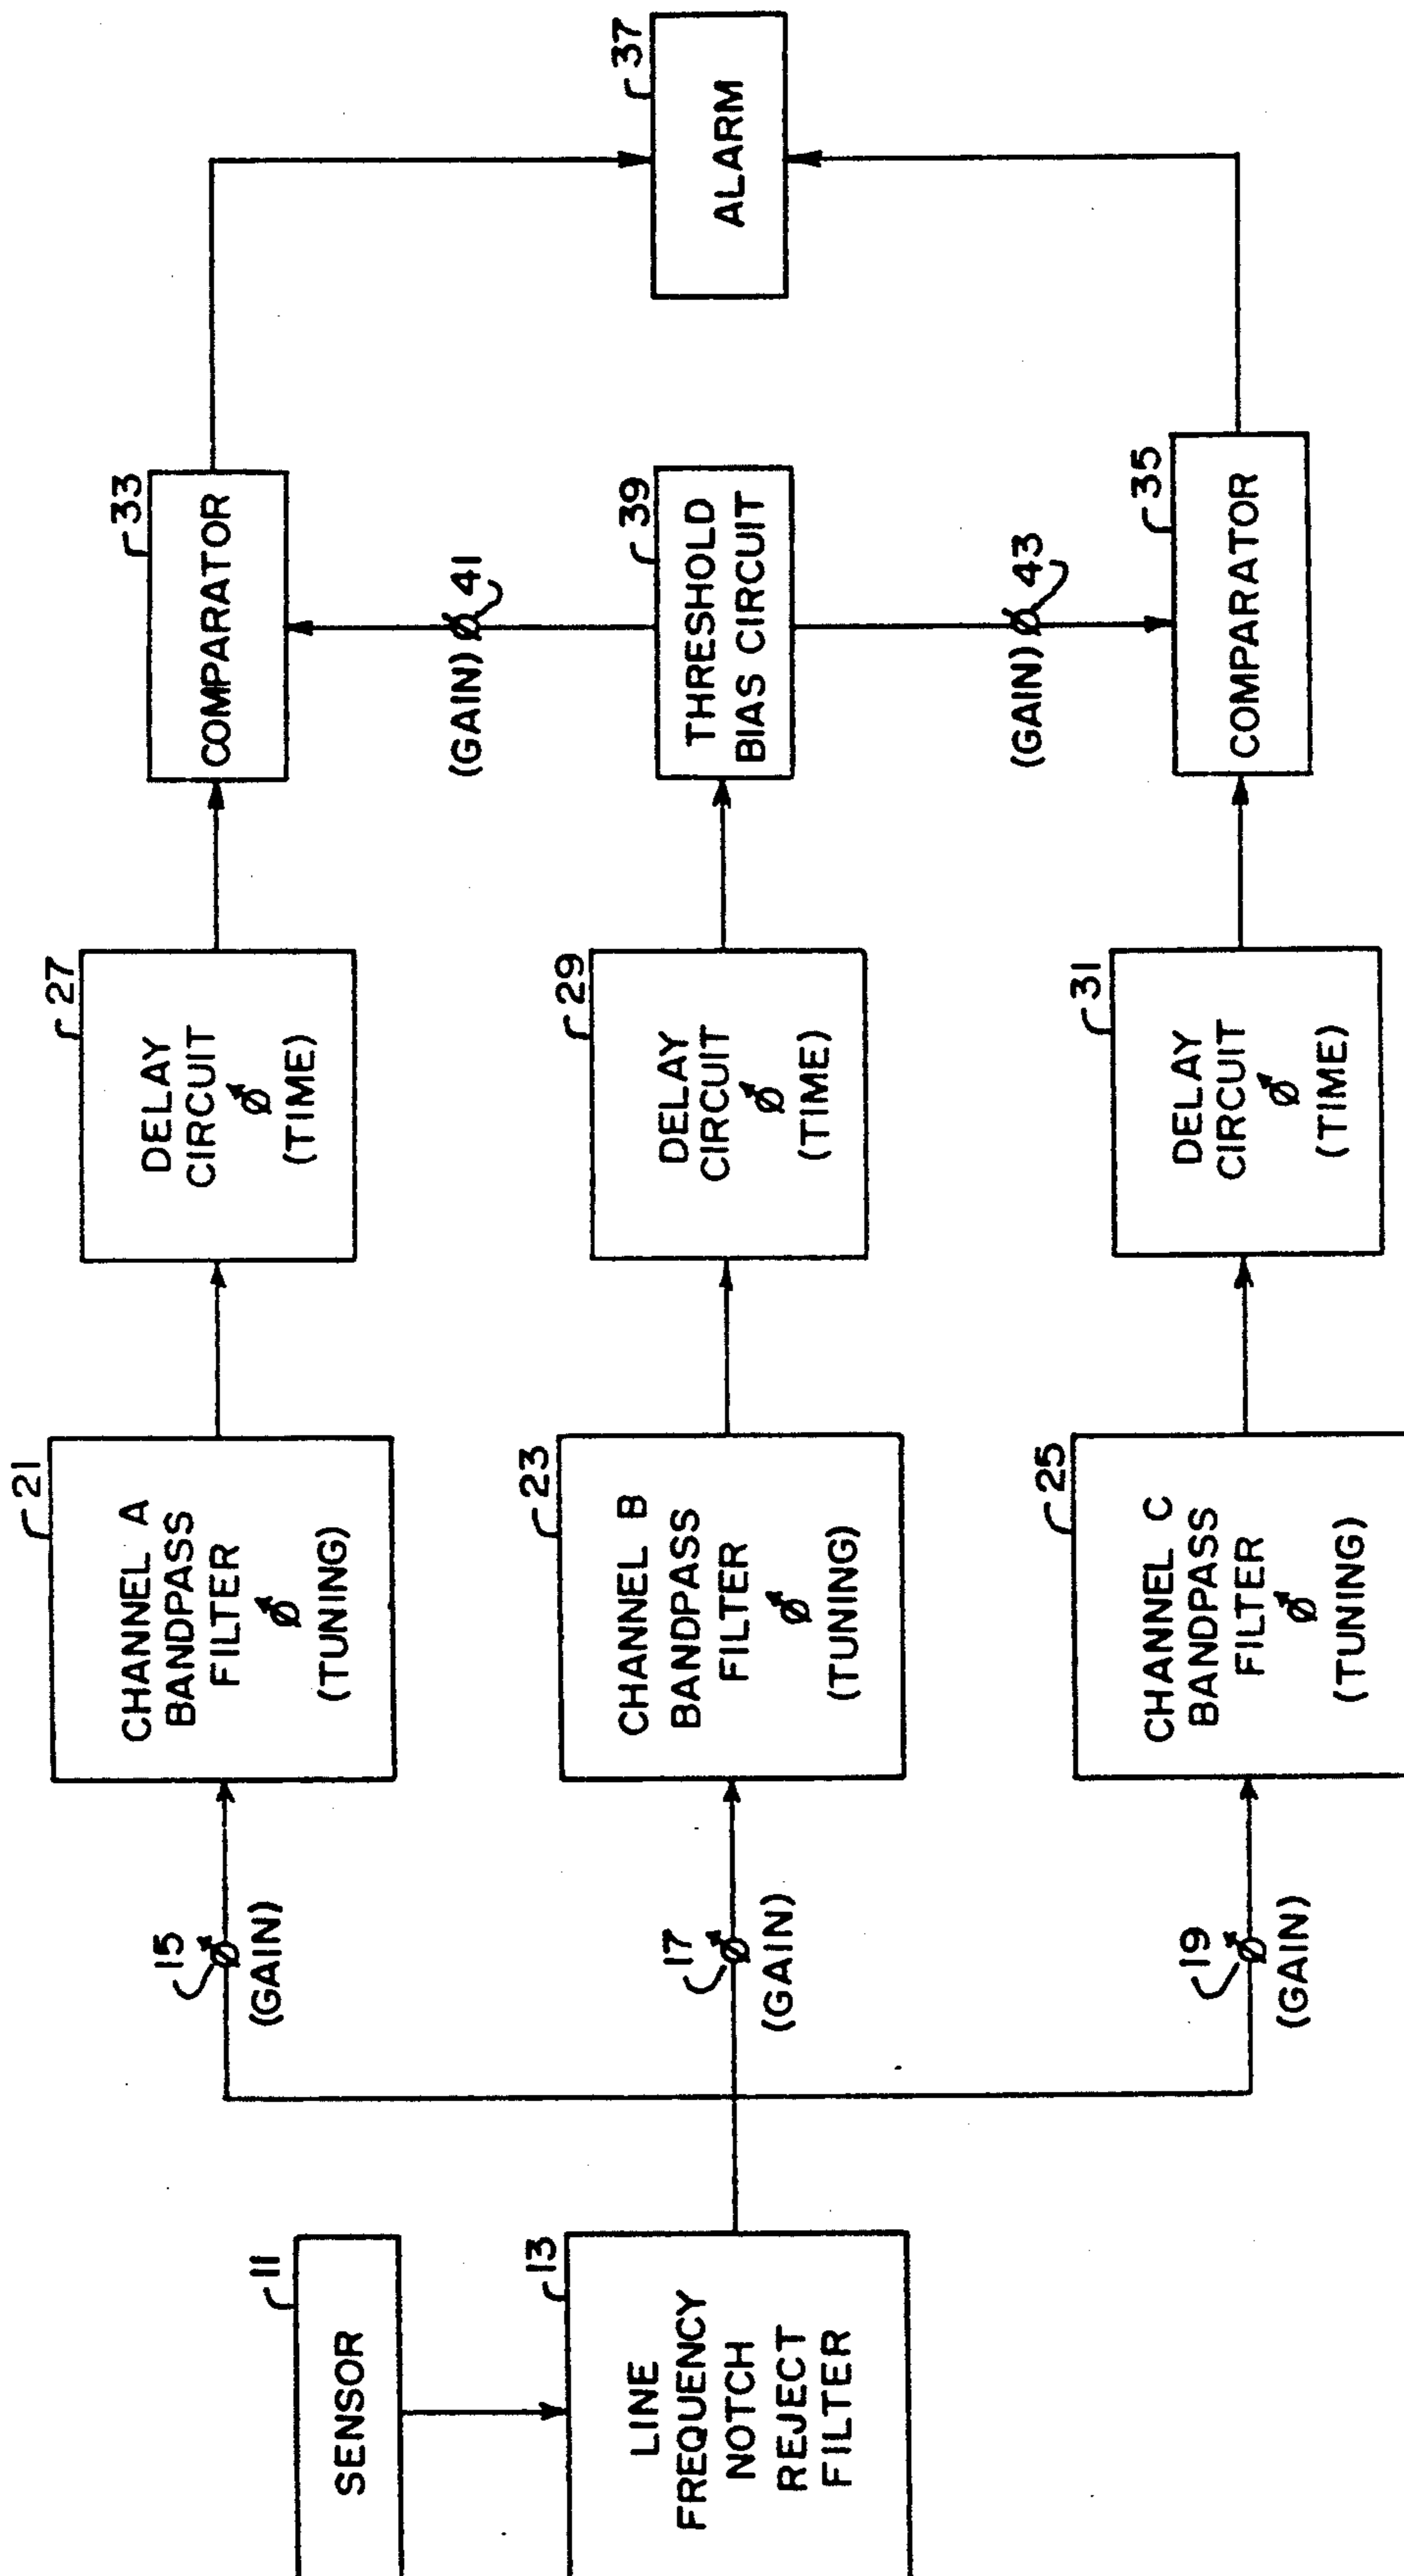 11
SENSOR
13
LINE
FREQUENCY
NOTCH
REJECT
FILTER
15
(GAIN)
17
(GAIN)
19
(GAIN)
21
CHANNEL A
BANDPASS
FILTER
(TUNING)
23
CHANNEL B
BANDPASS
FILTER
(TUNING)
25
CHANNEL C
BANDPASS
FILTER
(TUNING)
27
DELAY
CIRCUIT
(TIME)
29
DELAY
CIRCUIT
(TIME)
31
DELAY
CIRCUIT
(TIME)
33
COMPARATOR
41
(GAIN)
39
THRESHOLD
BIAS CIRCUIT
43
(GAIN)
35
COMPARATOR
37
ALARM